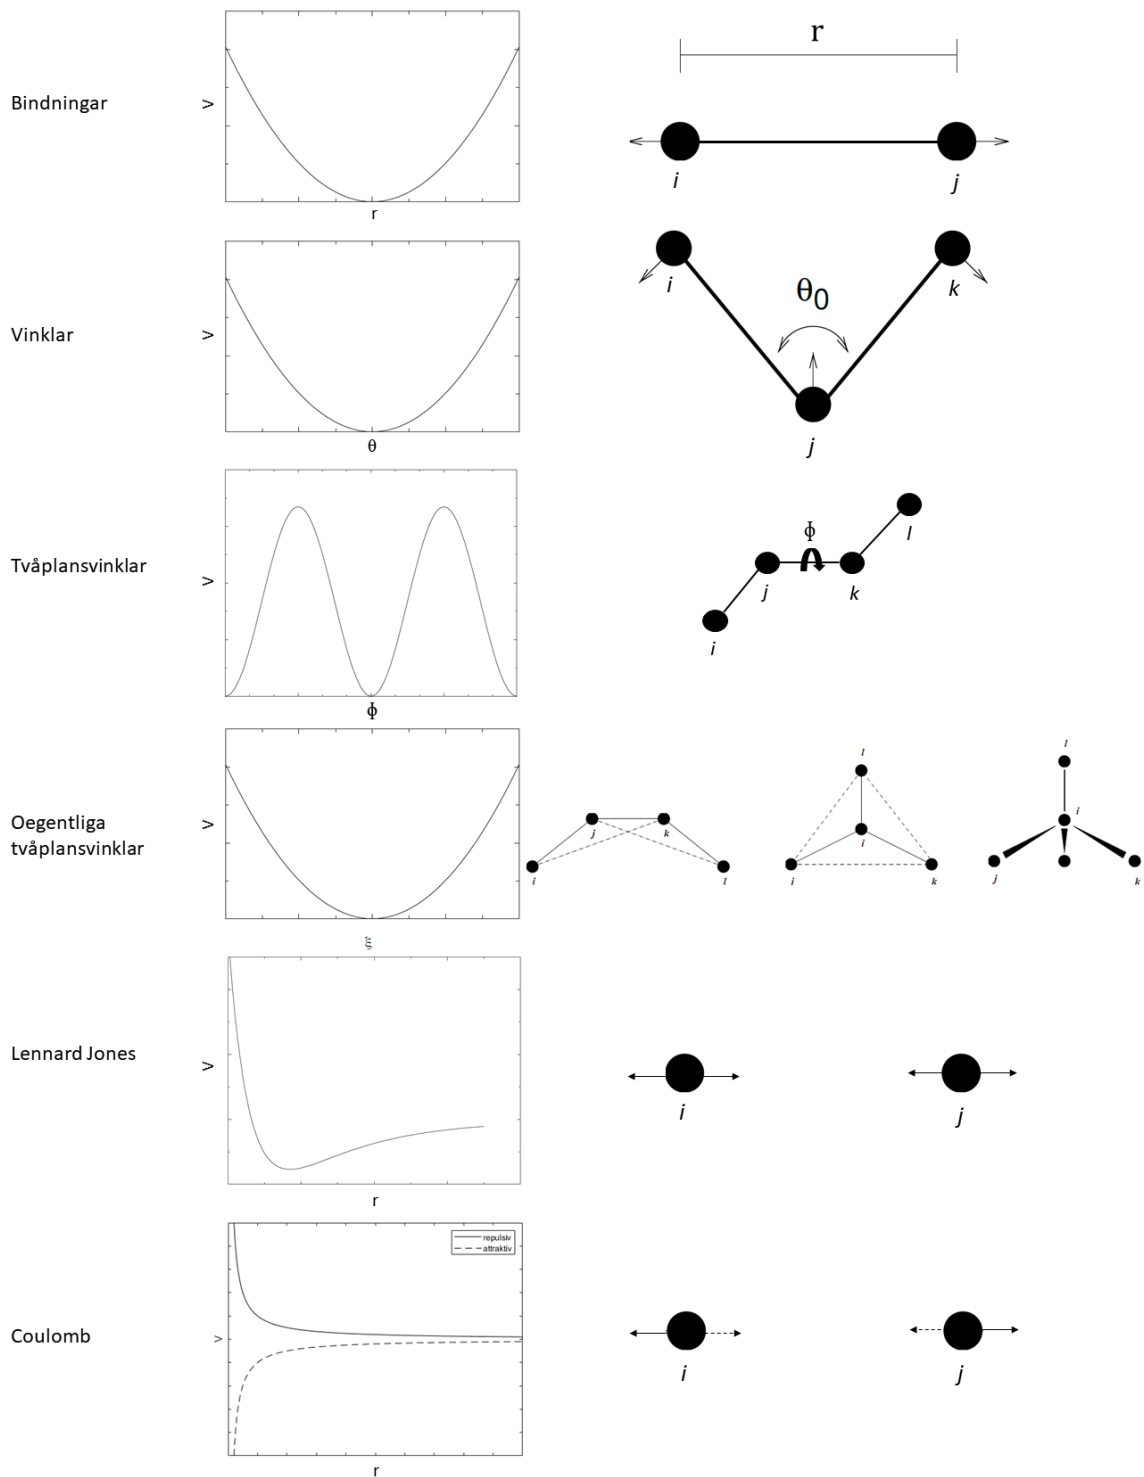 r
Bindningar
V
i
j
r
i
k
θ0
Vinklar
V
j
θ
l
ϕ
Tvåplansvinklar
V
j
k
i
ϕ
l
l
i
Oegentliga
tvåplansvinklar
V
j
k
i
i
l
i
k
j
k
ξ
Lennard Jones
V
i
j
r
repulsiv
attraktiv
Coulomb
V
i
j
r